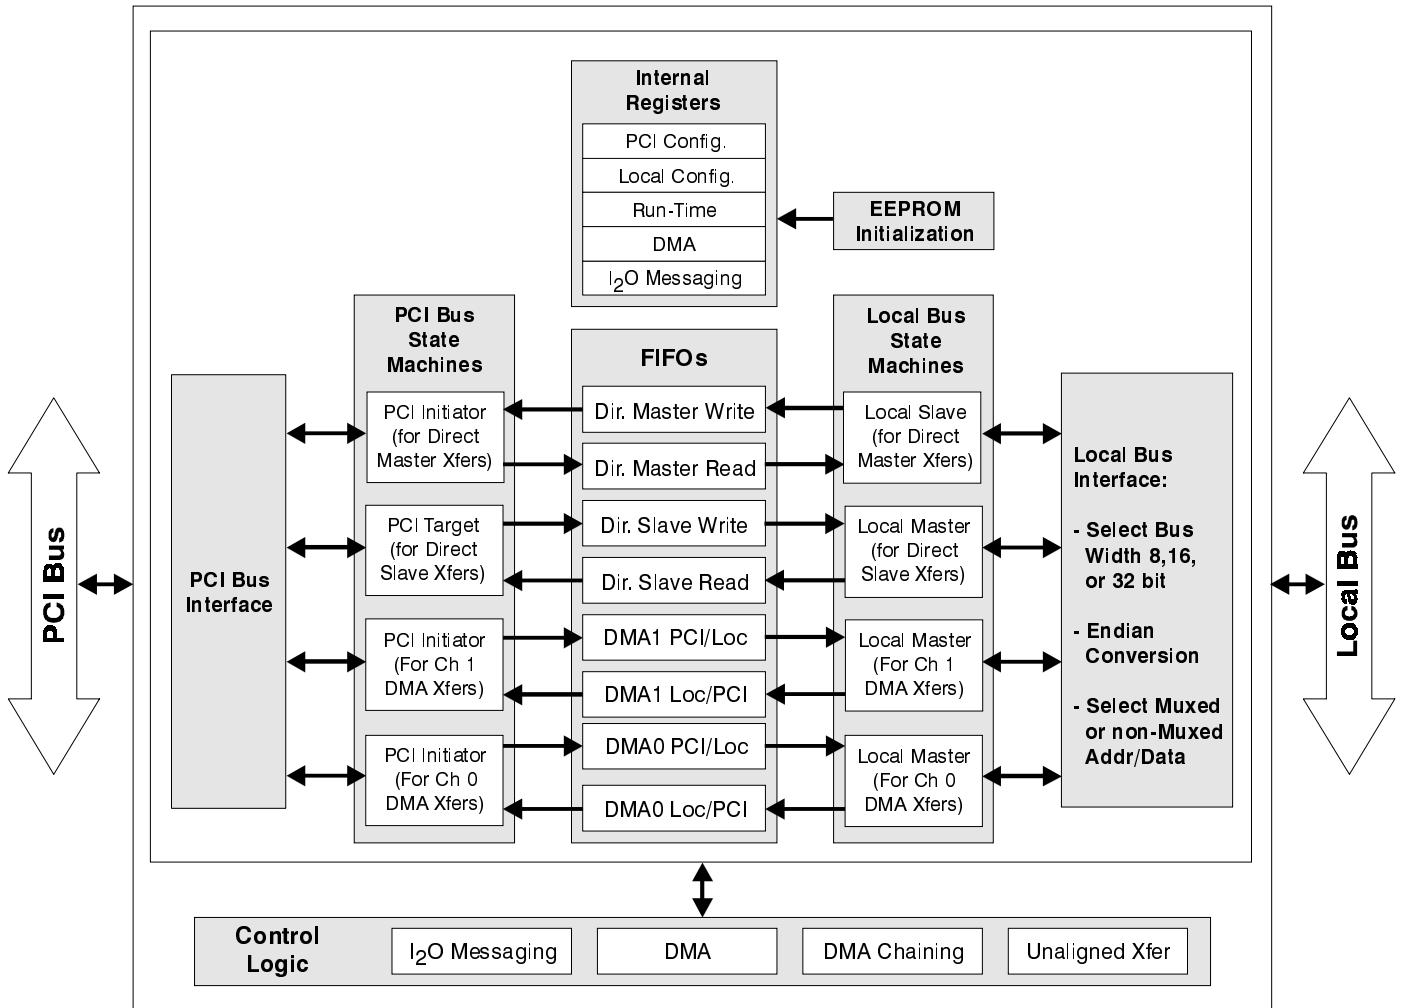 Internal
Registers
PCI Config.
Local Config.
Run-Time
DMA
I2O Messaging
EEPROM
Initialization
PCI Bus
State
Machines
PCI Initiator
(for Direct
Master Xfers)
PCI Target
(for Direct
Slave Xfers)
PCI Initiator
(For Ch 1
DMA Xfers)
PCI Initiator
(For Ch 0
DMA Xfers)
FIFOs
Dir. Master Write
Dir. Master Read
Dir. Slave Write
Dir. Slave Read
DMA1 PCI/Loc
DMA1 Loc/PCI
DMA0 PCI/Loc
DMA0 Loc/PCI
Local Bus
State
Machines
Local Slave
(for Direct
Master Xfers)
Local Master
(for Direct
Slave Xfers)
Local Master
(For Ch 1
DMA Xfers)
Local Master
(For Ch 0
DMA Xfers)
PCI Bus
PCI Bus
Interface
Local Bus
Interface:
- Select Bus
Width 8,16,
or 32 bit
- Endian
Conversion
- Select Muxed
or non-Muxed
Addr/Data
Local Bus
Control
Logic
I2O Messaging
DMA
DMA Chaining
Unaligned Xfer